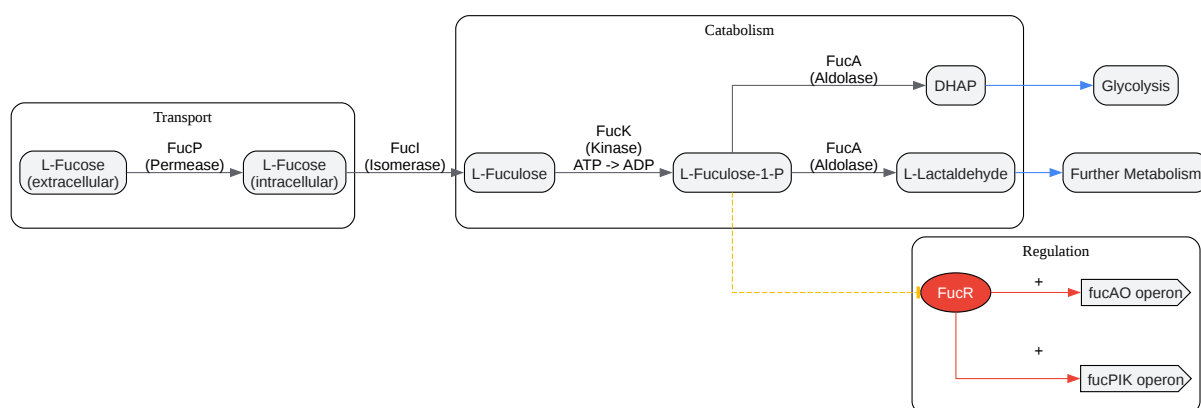 Catabolism
FucA
(Aldolase)
DHAP
Glycolysis
Transport
L-Fucose
(extracellular)
FucP
(Permease)
L-Fucose
(intracellular)
FucI
(Isomerase)
L-Fuculose
FucK
(Kinase)
ATP -> ADP
L-Fuculose-1-P
FucA
(Aldolase)
L-Lactaldehyde
Further Metabolism
Regulation
FucR
+
fucAO operon
+
fucPIK operon